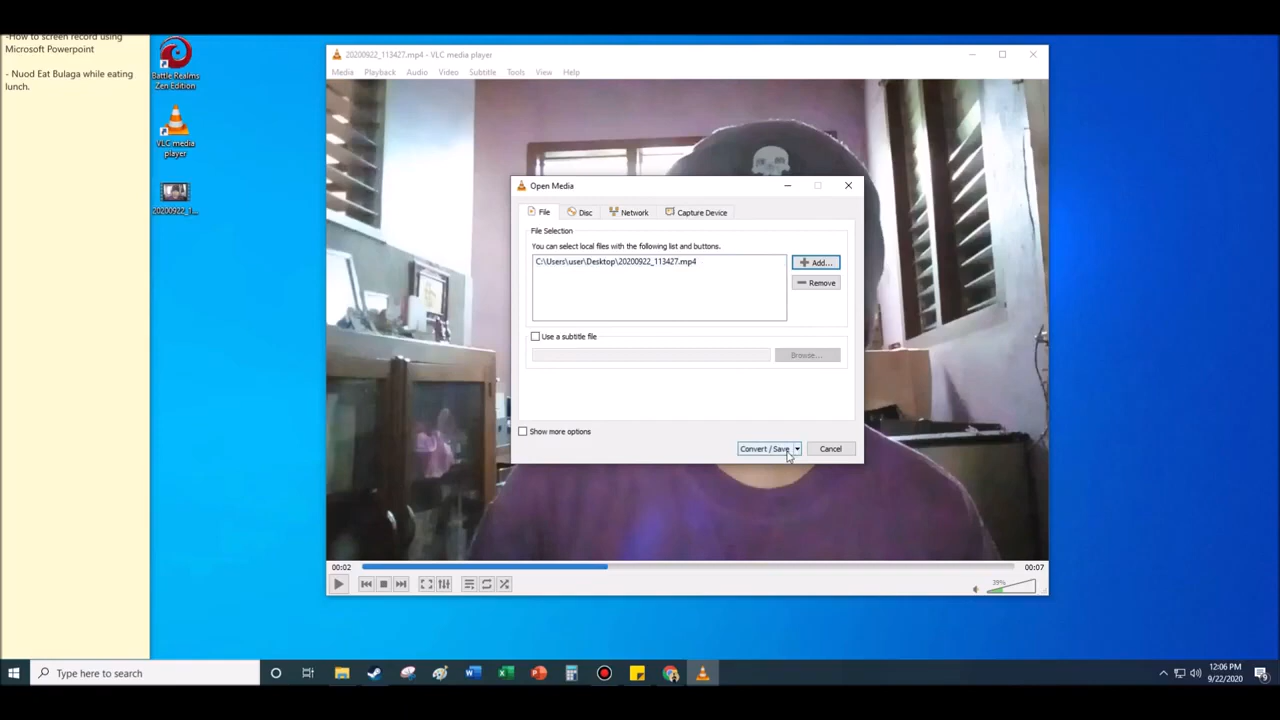 -How to screen record using
Microsoft Powerpoint
- Nuod Eat Bulaga while eating
lunch.
Battle Realms
Zen Edition
VLC media
player
20200922_1...
20200922_113427.mp4 - VLC media player
Media Playback Audio Video Subtitle Tools View Help
Open Media
File Disc Network Capture Device
File Selection
You can select local files with the following list and buttons.
C:\Users\user\Desktop\20200922_113427.mp4
Add...
Remove
Use a subtitle file
Browse...
Show more options
Convert / Save Cancel
00:02 00:07
39%
Type here to search
12:06 PM
9/22/2020